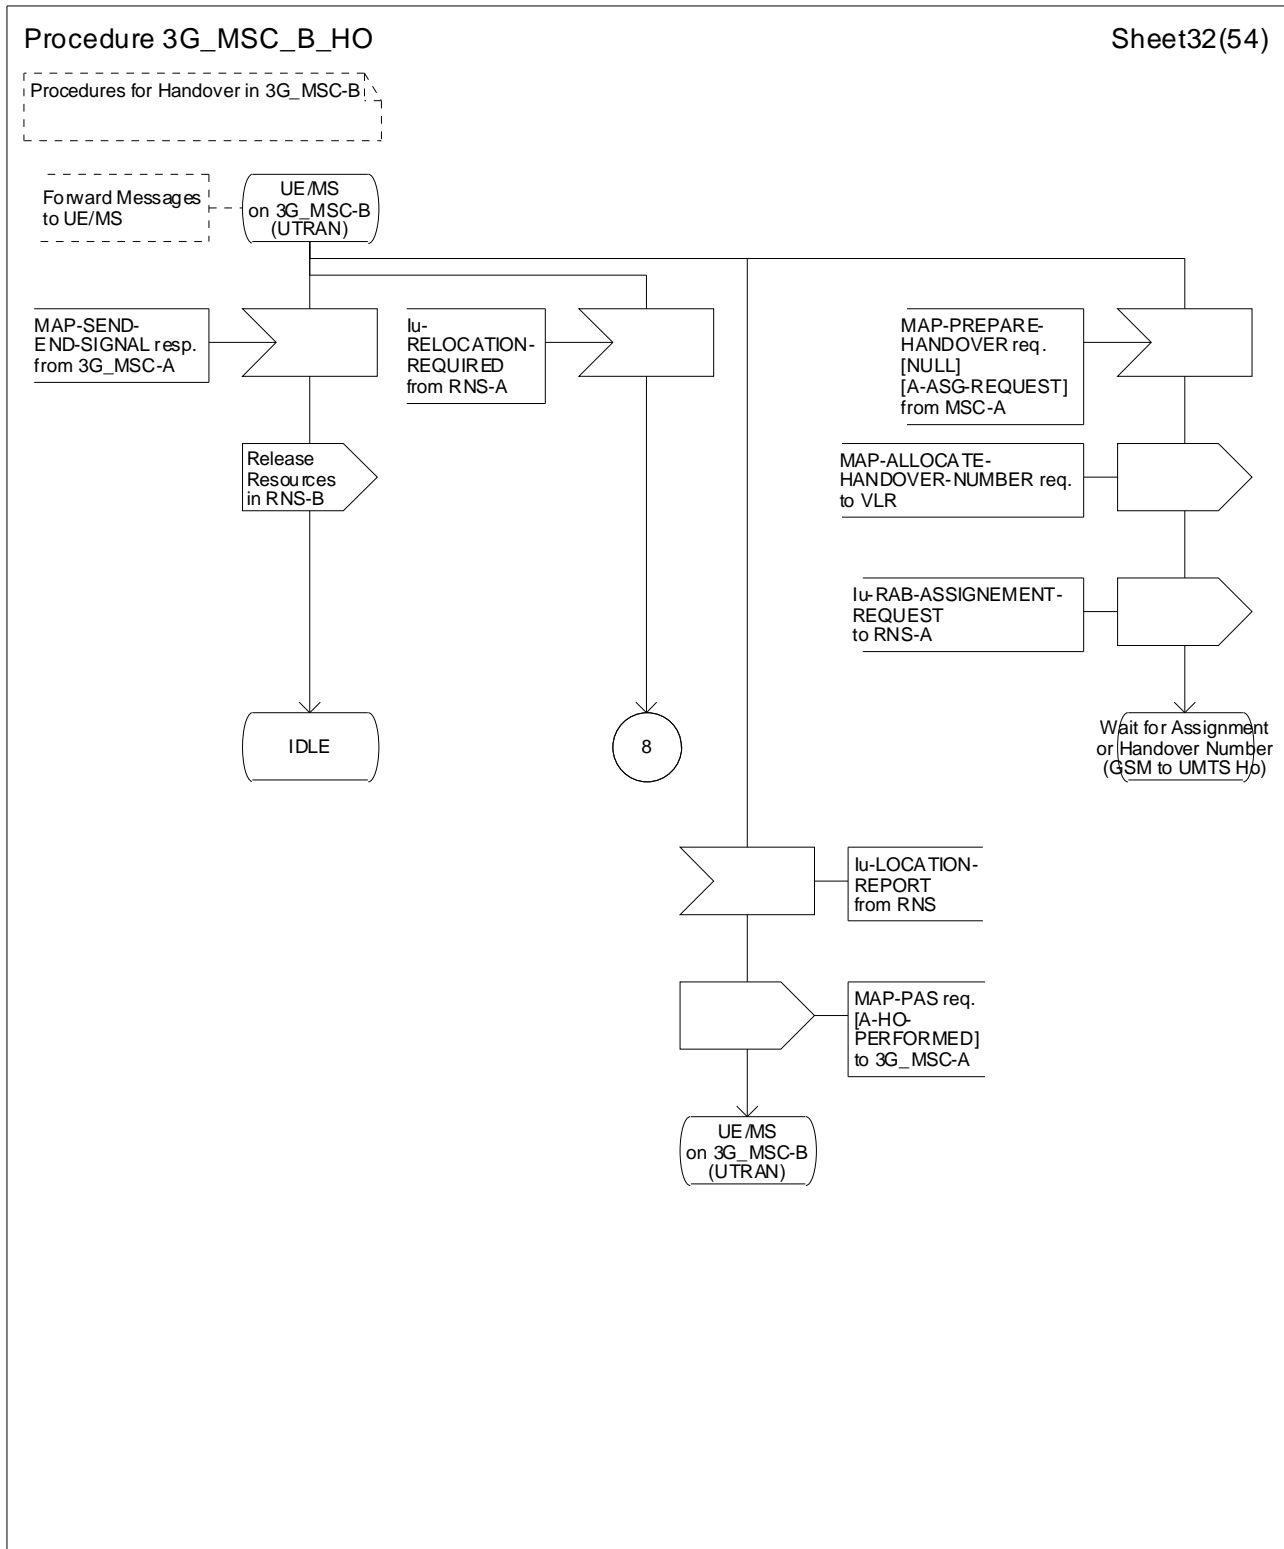 Procedure 3G_MSC_B_HO
Sheet32(54)
Procedures for Handover in 3G_MSC-B
Forward Messages
to UE/MS
UE/MS
on 3G_MSC-B
(UTRAN)
MAP-SEND-
END-SIGNAL resp.
from 3G_MSC-A
Iu-
RELOCATION-
REQUIRED
from RNS-A
MAP-PREPARE-
HANDOVER req.
[NULL]
[A-ASG-REQUEST]
from MSC-A
Release
Resources
in RNS-B
MAP-ALLOCATE-
HANDOVER-NUMBER req.
to VLR
Iu-RAB-ASSIGNEMENT-
REQUEST
to RNS-A
IDLE
8
Wait for Assignment
or Handover Number
(GSM to UMTS Ho)
Iu-LOCATION-
REPORT
from RNS
MAP-PAS req.
[A-HO-
PERFORMED]
to 3G_MSC-A
UE/MS
on 3G_MSC-B
(UTRAN)